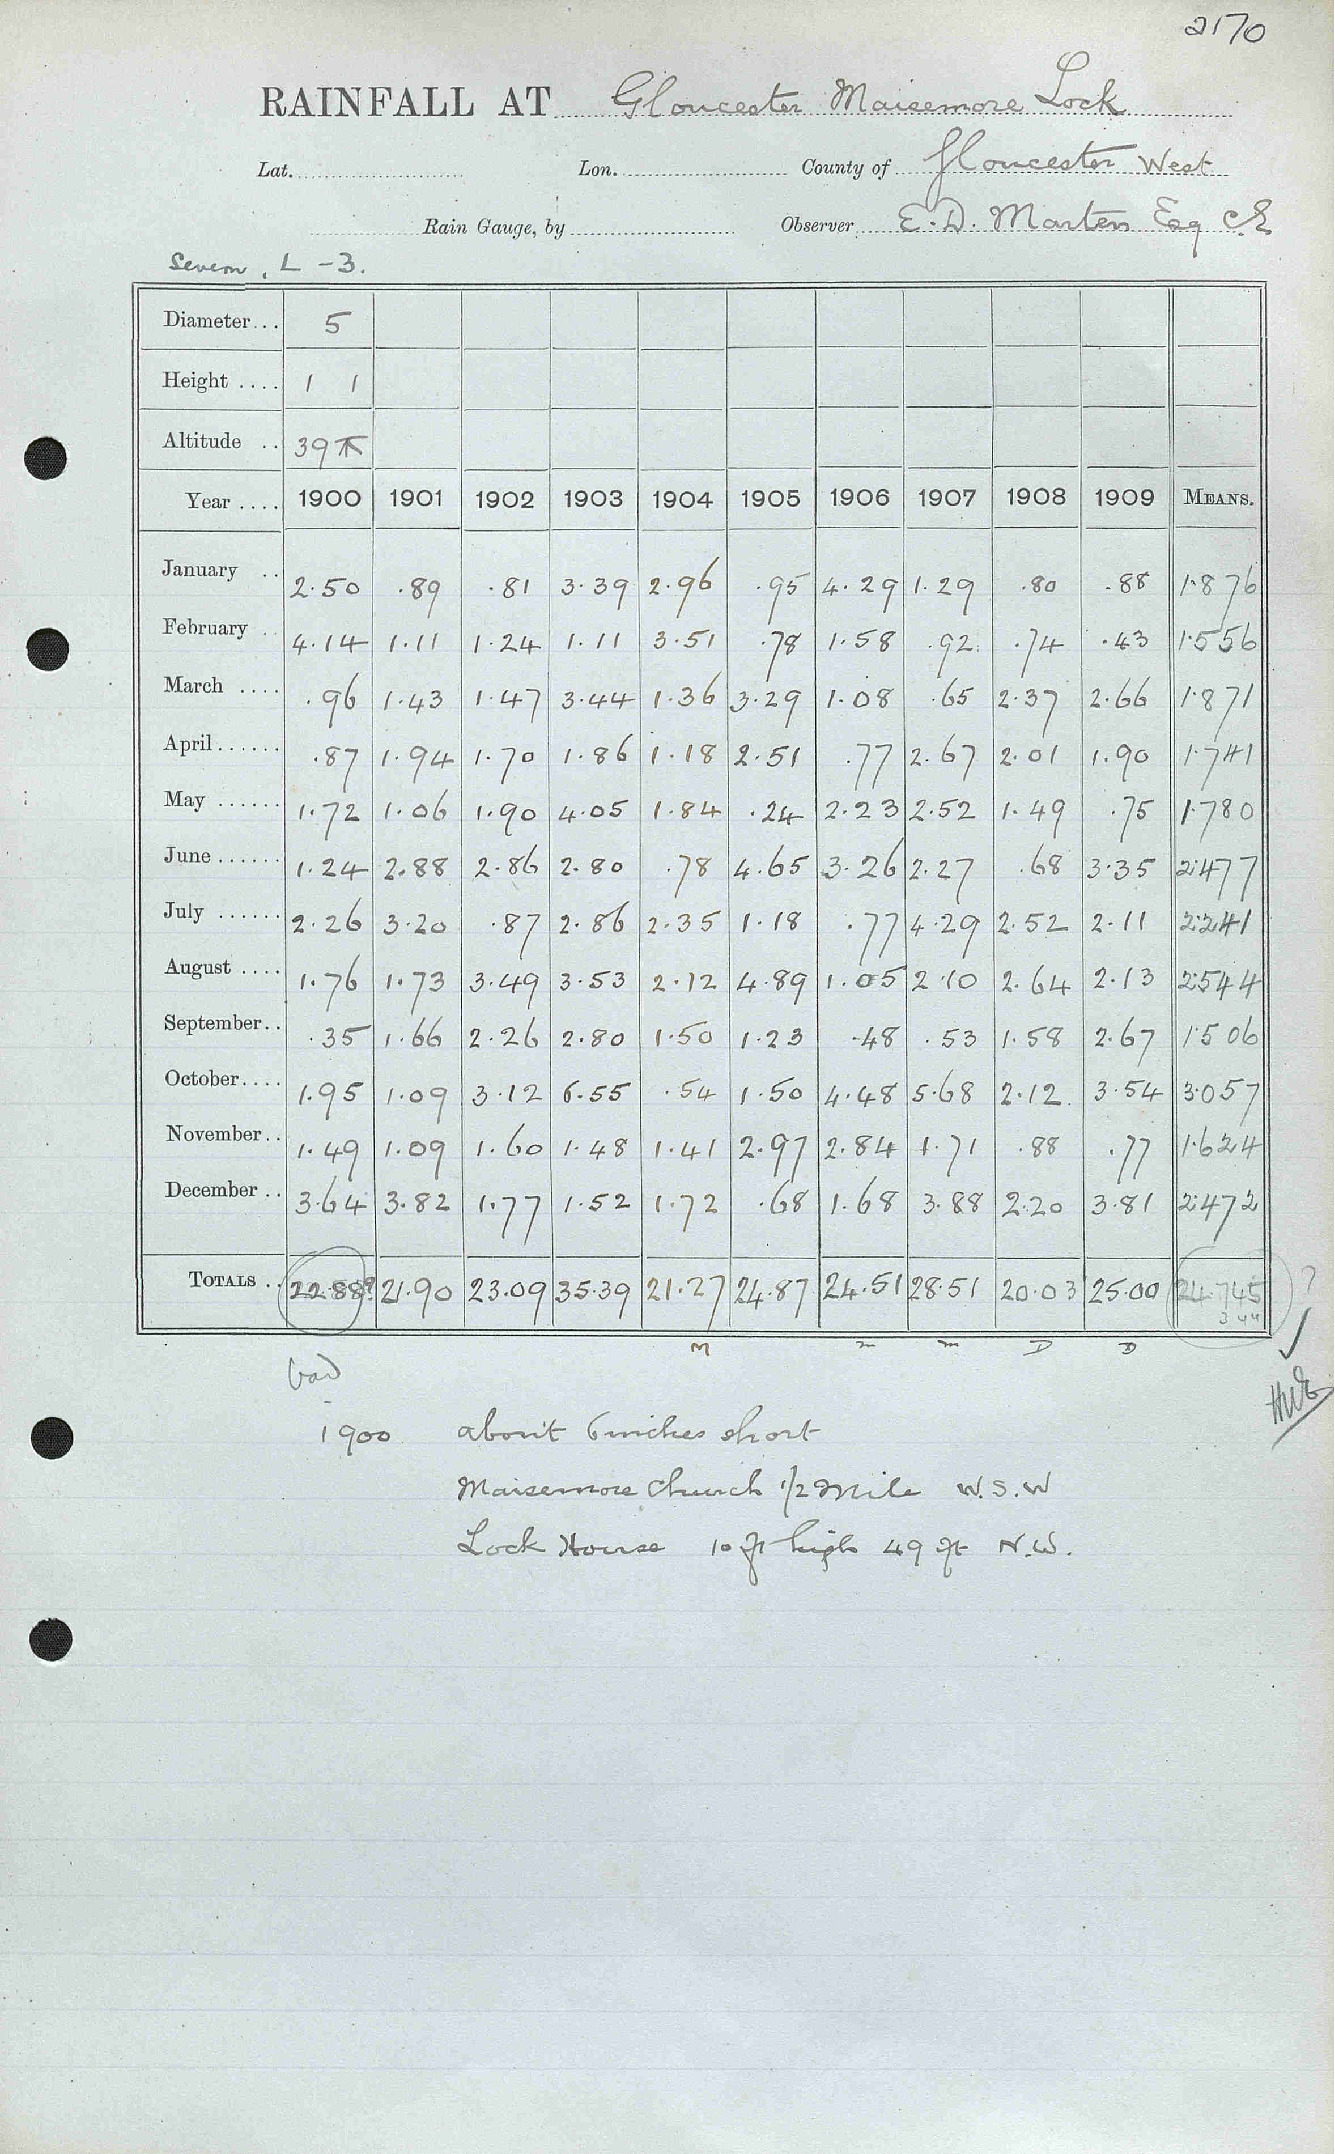 2170
RAINFALL AT Gloucester Maisemore Lock
Lat. Lon. County of Gloucester West
Rain Gauge, by Observer E. D. Marten Esq C.E
Severn, L - 3.
Diameter... 5
Height .... 1 1
Altitude .. 39
Year .... 1900 1901 1902 1903 1904 1905 1906 1907 1908 1909 MEANS.
January .. 2.50 .89 .81 3.39 2.96 .95 4.29 1.29 .80 .88 1.876
February .. 4.14 1.11 1.24 1.11 3.51 .78 1.58 .92 .74 .43 1.556
March .... .96 1.43 1.47 3.44 1.36 3.29 1.08 .65 2.37 2.66 1.871
April...... .87 1.94 1.70 1.86 1.18 2.51 .77 2.67 2.01 1.90 1.741
May ...... 1.72 1.06 1.90 4.05 1.84 .24 2.23 2.52 1.49 .75 1.780
June...... 1.24 2.88 2.86 2.80 .78 4.65 3.26 2.27 .68 3.35 2.477
July ...... 2.26 3.20 .87 2.86 2.35 1.18 .77 4.29 2.52 2.11 2.241
August .... 1.76 1.73 3.49 3.53 2.12 4.89 1.05 2.10 2.64 2.13 2.544
September.. .35 1.66 2.26 2.80 1.50 1.23 .48 .53 1.58 2.67 1.506
October.... 1.95 1.09 3.12 6.55 .54 1.50 4.48 5.68 2.12 3.54 3.057
November.. 1.49 1.09 1.60 1.48 1.41 2.97 2.84 1.71 .88 .77 1.624
December .. 3.64 3.82 1.77 1.52 1.72 .68 1.68 3.88 2.20 3.81 2.472
TOTALS .. 22.88? 21.90 23.09 35.39 21.27 24.87 24.51 28.51 20.03 25.00 24.745 ?
M m m D D
bad
1900 about 6 inches short
Maisemore Church 1/2 Mile W.S.W
Lock House 10 ft high 49 ft N.W.